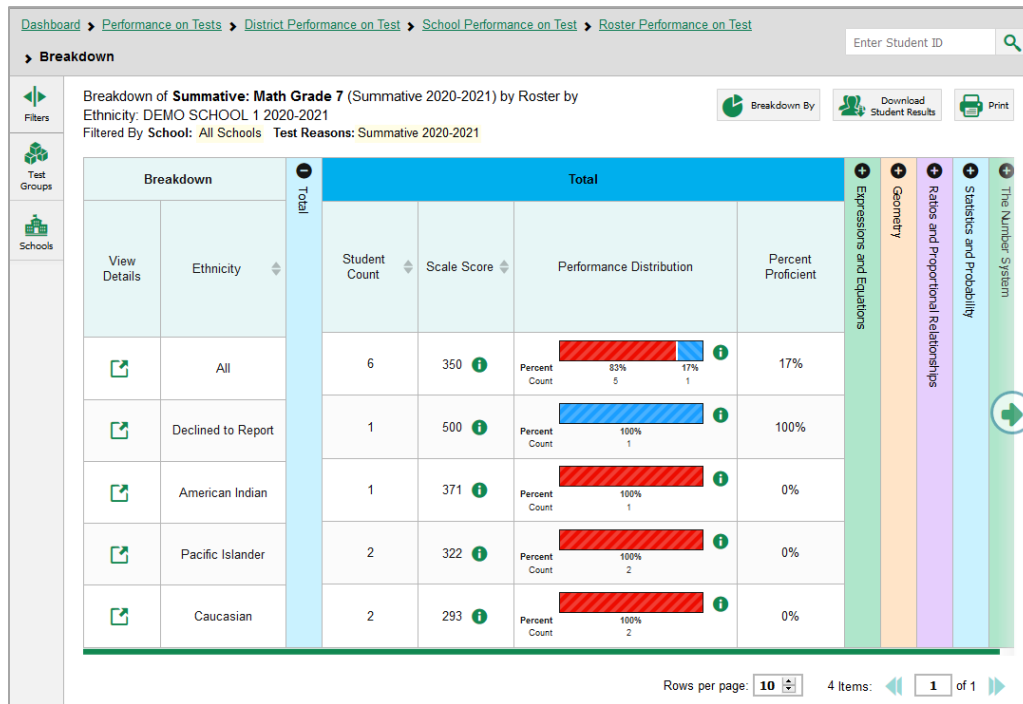 Dashboard > Performance on Tests > District Performance on Test > School Performance on Test > Roster Performance on Test
> Breakdown
Enter Student ID
Filters
Test
Groups
Schools
Breakdown of Summative: Math Grade 7 (Summative 2020-2021) by Roster by
Ethnicity: DEMO SCHOOL 1 2020-2021
Filtered By School: All Schools Test Reasons: Summative 2020-2021
Breakdown By
Download
Student Results
Print
Breakdown
Total
Total
View
Details
Ethnicity
Student
Count
Scale Score
Performance Distribution
Percent
Proficient
Expressions and Equations
Geometry
Ratios and Proportional Relationships
Statistics and Probability
The Number System
All
6
350
Percent 83% 17%
Count 5 1
17%
Declined to Report
1
500
Percent 100%
Count 1
100%
American Indian
1
371
Percent 100%
Count 1
0%
Pacific Islander
2
322
Percent 100%
Count 2
0%
Caucasian
2
293
Percent 100%
Count 2
0%
Rows per page: 10 4 Items: 1 of 1